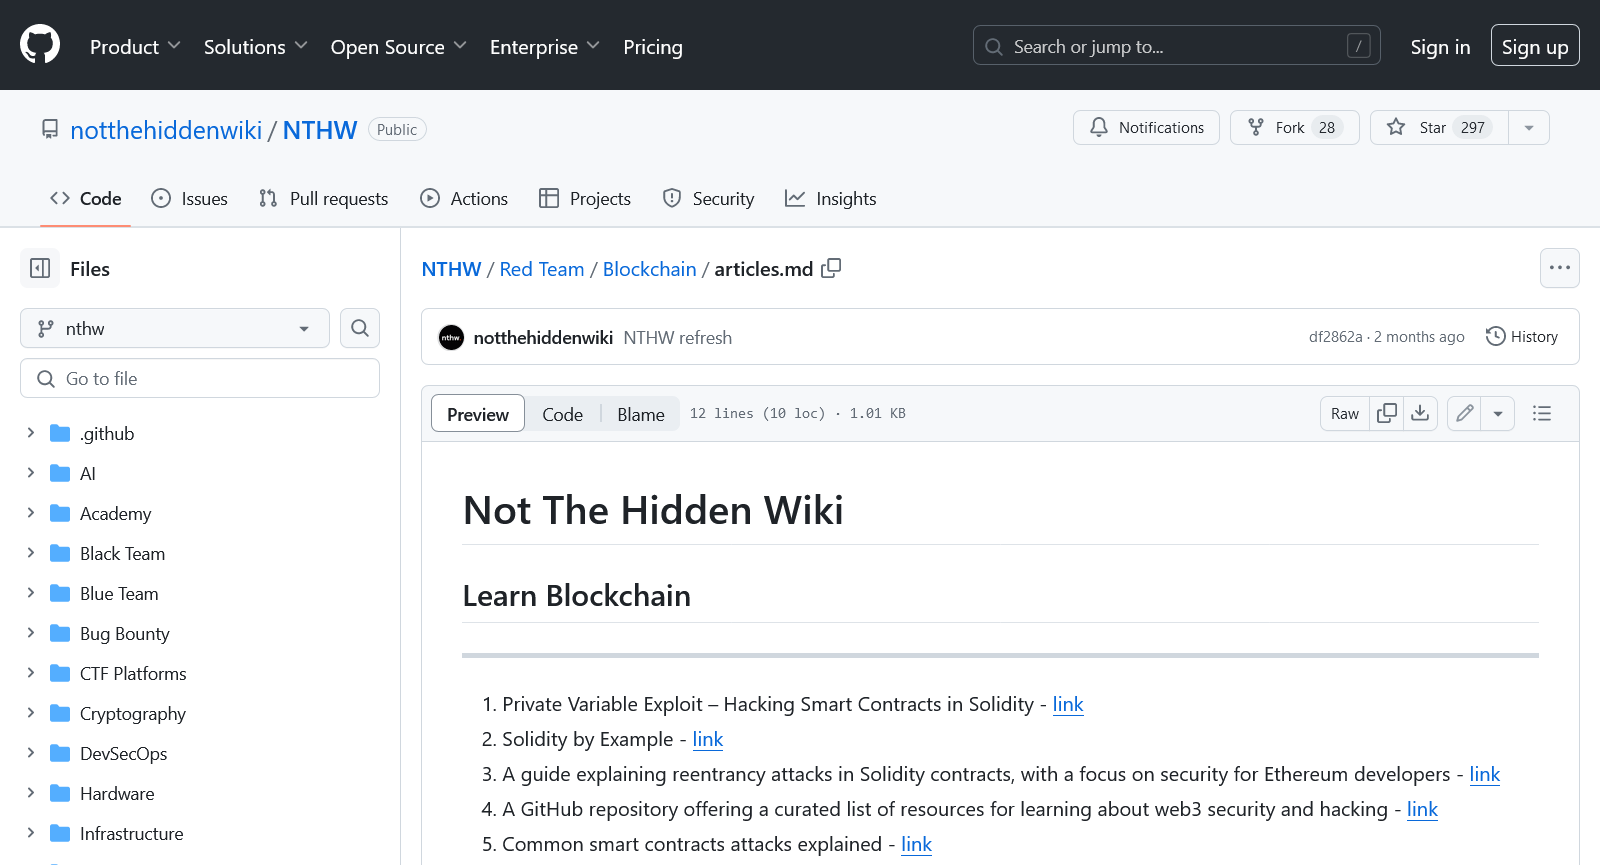 Product Solutions Open Source Enterprise Pricing Search or jump to... / Sign in Sign up
notthehiddenwiki / NTHW Public Notifications Fork 28 Star 297
Code Issues Pull requests Actions Projects Security Insights
Files
nthw
Go to file
.github
AI
Academy
Black Team
Blue Team
Bug Bounty
CTF Platforms
Cryptography
DevSecOps
Hardware
Infrastructure
NTHW / Red Team / Blockchain / articles.md
nthw notthehiddenwiki NTHW refresh df2862a · 2 months ago History
Preview Code Blame 12 lines (10 loc) · 1.01 KB Raw
Not The Hidden Wiki
Learn Blockchain
1. Private Variable Exploit – Hacking Smart Contracts in Solidity - link
2. Solidity by Example - link
3. A guide explaining reentrancy attacks in Solidity contracts, with a focus on security for Ethereum developers - link
4. A GitHub repository offering a curated list of resources for learning about web3 security and hacking - link
5. Common smart contracts attacks explained - link